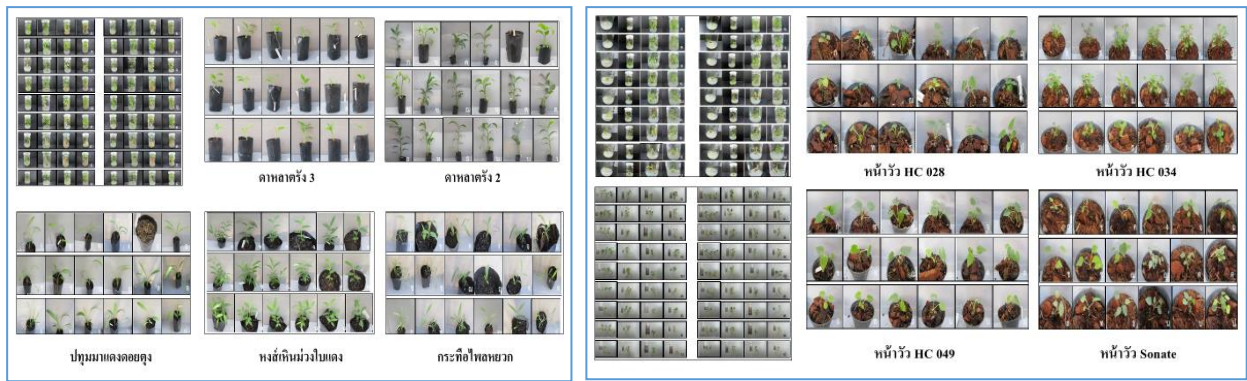 ดาหลาตรัง 3
ดาหลาตรัง 2
ปทุมมาแดงดอยตุง
หงส์เหินม่วงใบแดง
กระทือไพลหยวก
หน้าวัว HC 028
หน้าวัว HC 034
หน้าวัว HC 049
หน้าวัว Sonate